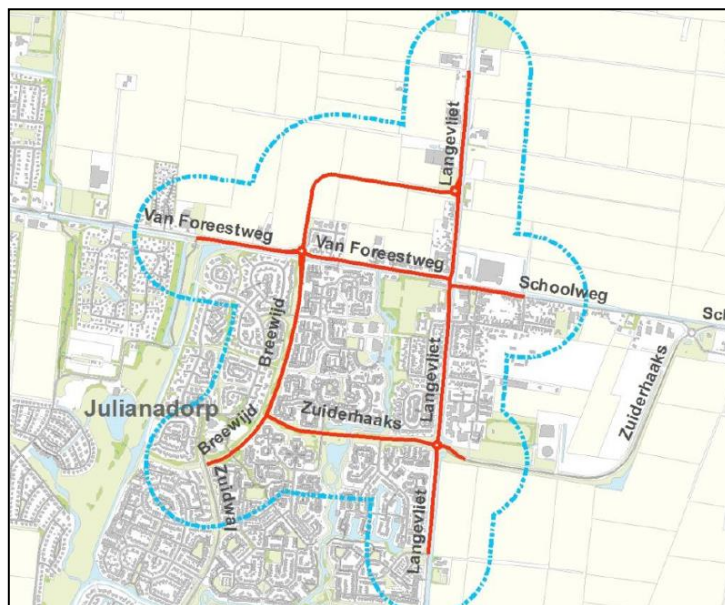 Langevliet
Van Foreestweg
Van Foreestweg
Schoolweg
Sch
Breewijd
Langevliet
Zuiderhaaks
Julianadorp
Zuiderhaaks
Breewijd
Zuidwal
Langevliet